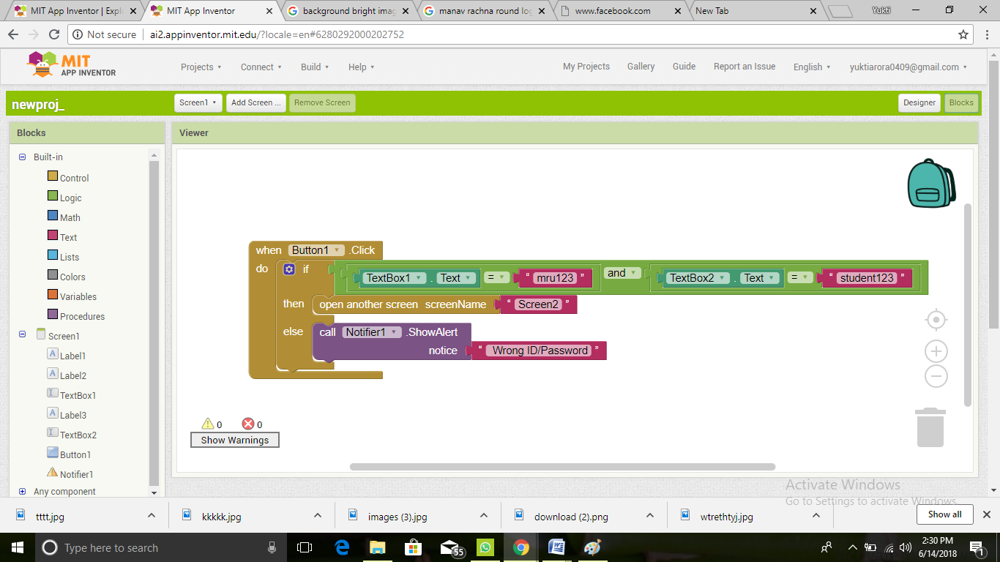 MIT App Inventor | Expl
MIT App Inventor
background bright imag
manav rachna round log
www.facebook.com
New Tab
Yukti
Not secure | ai2.appinventor.mit.edu/?locale=en#6280292000202752
MIT
APP INVENTOR
Projects
Connect
Build
Help
My Projects
Gallery
Guide
Report an Issue
English
yuktiarora0409@gmail.com
newproj_
Screen1
Add Screen ...
Remove Screen
Designer
Blocks
Blocks
Viewer
Built-in
Control
Logic
Math
Text
Lists
Colors
Variables
Procedures
Screen1
A Label1
A Label2
TextBox1
A Label3
TextBox2
Button1
Notifier1
Any component
when Button1 .Click
do if TextBox1 . Text = “ mru123 ” and TextBox2 . Text = “ student123 ”
then open another screen screenName “ Screen2 ”
else call Notifier1 .ShowAlert
notice “ Wrong ID/Password ”
0 0
Show Warnings
Activate Windows
Go to Settings to activate Windows.
tttt.jpg
kkkkk.jpg
images (3).jpg
download (2).png
wtrethtyj.jpg
Show all
Type here to search
55
2:30 PM
6/14/2018
1